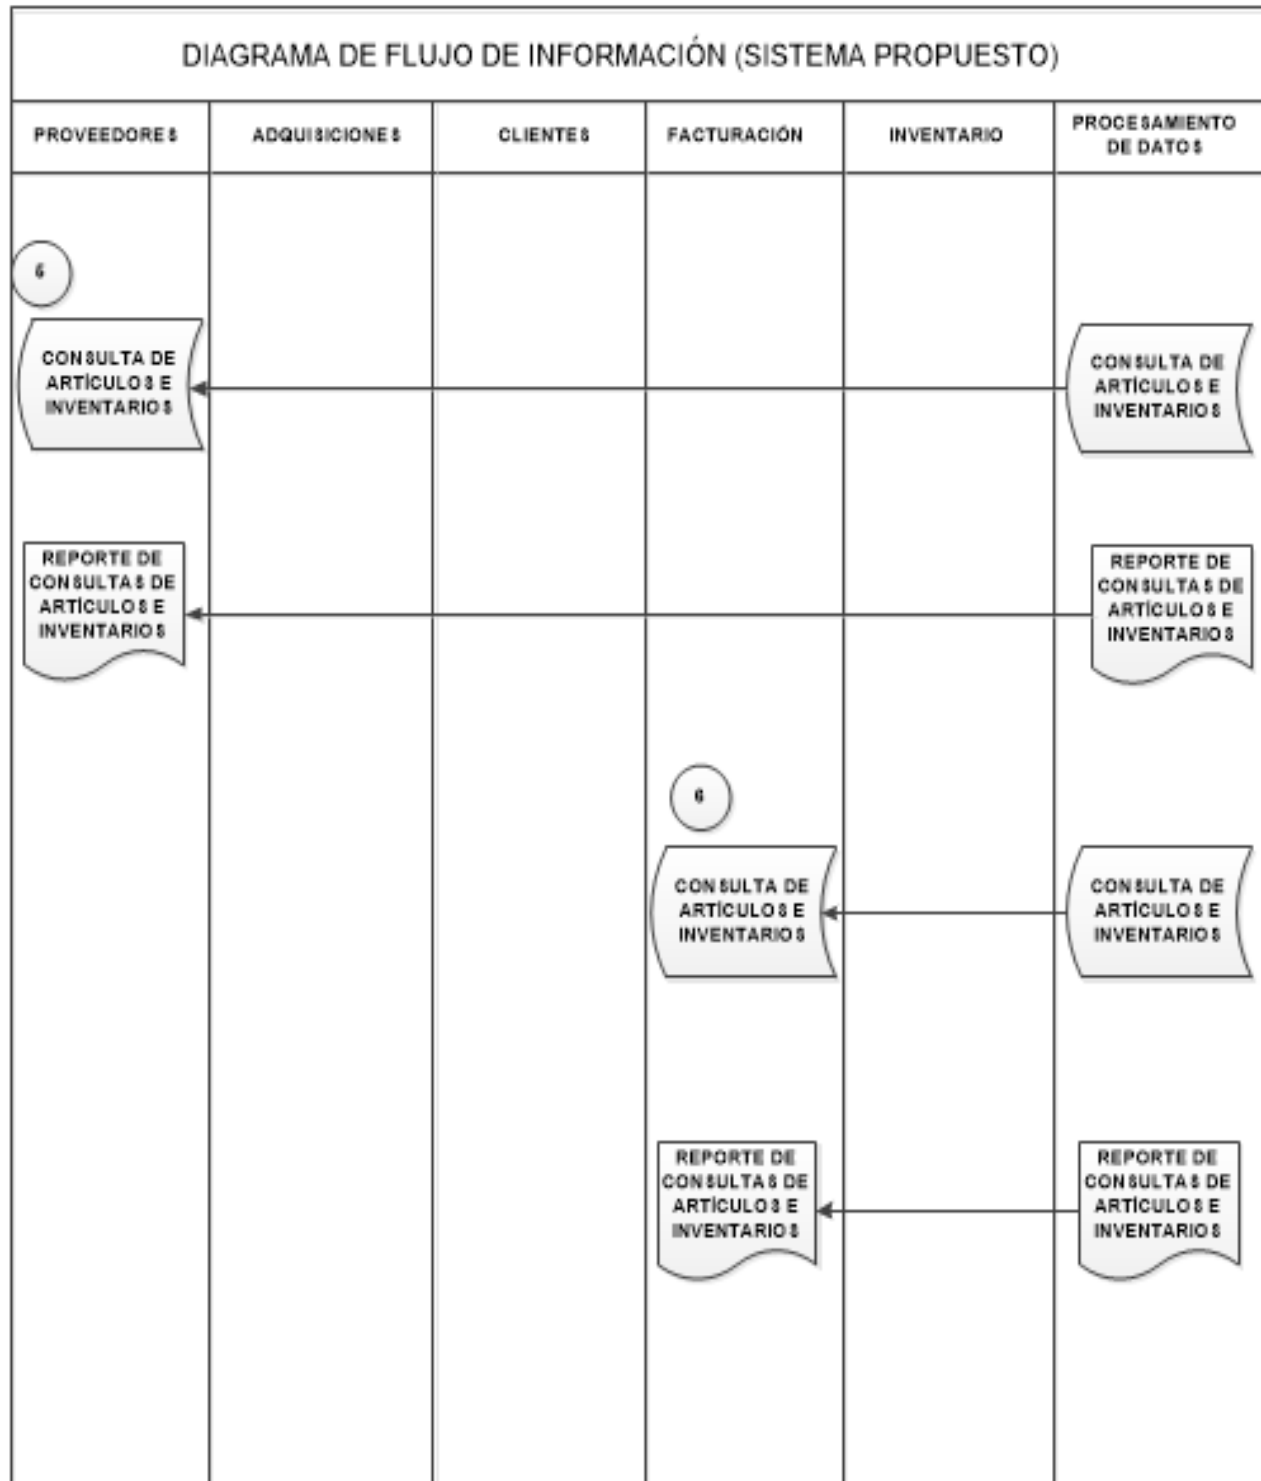 DIAGRAMA DE FLUJO DE INFORMACIÓN (SISTEMA PROPUESTO)
PROVEEDORES
ADQUISICIONES
CLIENTES
FACTURACIÓN
INVENTARIO
PROCESAMIENTO
DE DATOS
6
CONSULTA DE
ARTÍCULOS E
INVENTARIOS
CONSULTA DE
ARTÍCULOS E
INVENTARIOS
REPORTE DE
CONSULTAS DE
ARTÍCULOS E
INVENTARIOS
REPORTE DE
CONSULTAS DE
ARTÍCULOS E
INVENTARIOS
6
CONSULTA DE
ARTÍCULOS E
INVENTARIOS
CONSULTA DE
ARTÍCULOS E
INVENTARIOS
REPORTE DE
CONSULTAS DE
ARTÍCULOS E
INVENTARIOS
REPORTE DE
CONSULTAS DE
ARTÍCULOS E
INVENTARIOS